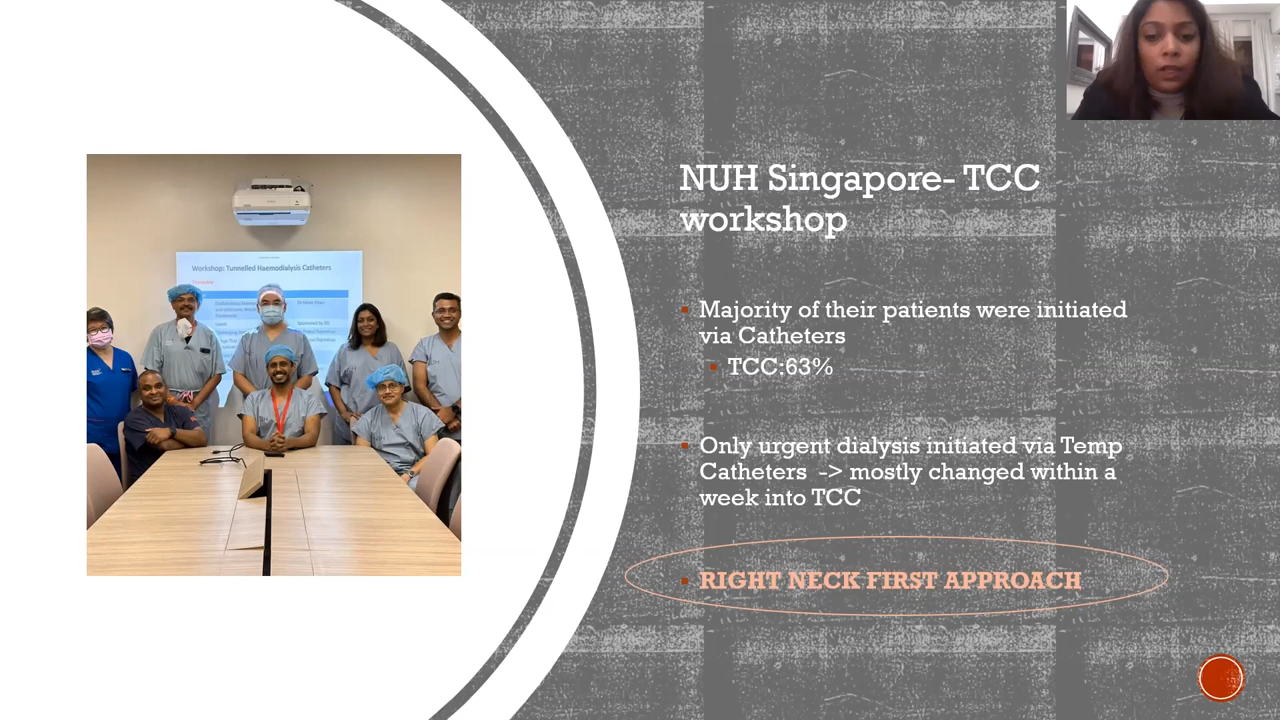 NUH Singapore- TCC
workshop
Majority of their patients were initiated
via Catheters
TCC:63%
Only urgent dialysis initiated via Temp
Catheters -> mostly changed within a
week into TCC
RIGHT NECK FIRST APPROACH
Workshop: Tunnelled Haemodialysis Catheters